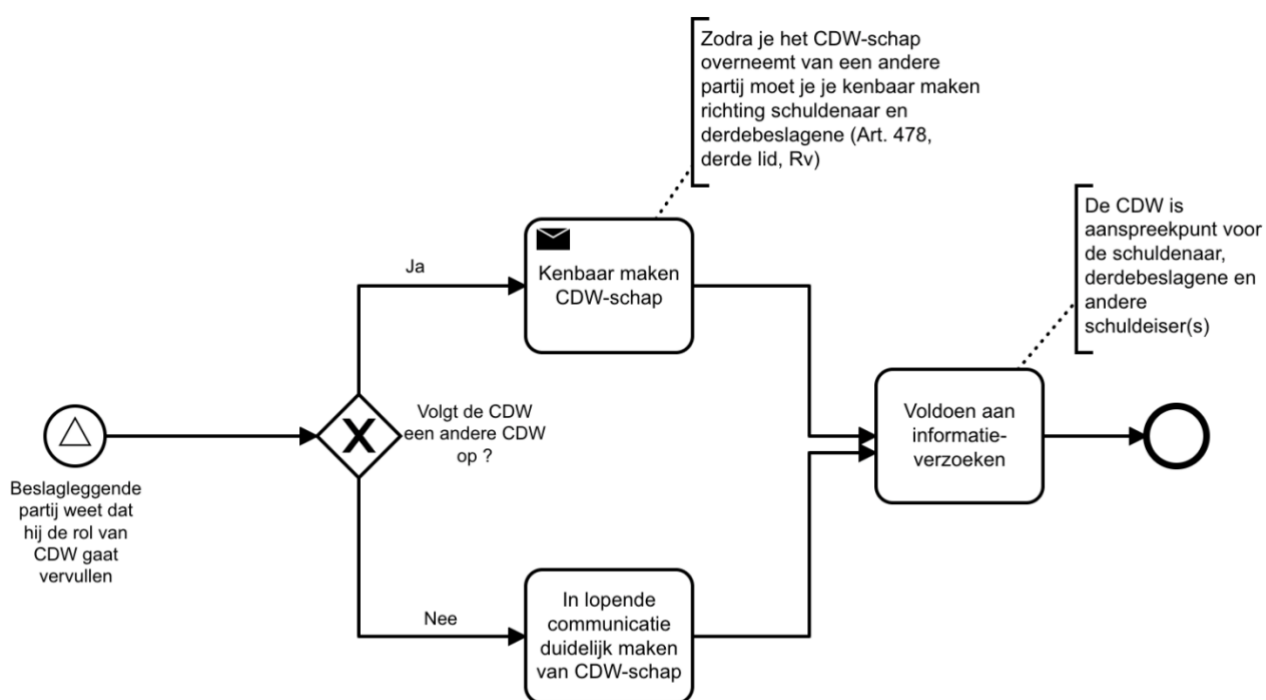 Zodra je het CDW-schap
overneemt van een andere
partij moet je je kenbaar maken
richting schuldenaar en
derdebeslagene (Art. 478,
derde lid, Rv)
De CDW is
aanspreekpunt voor
de schuldenaar,
derdebeslagene en
andere
schuldeiser(s)
Ja
Kenbaar maken
CDW-schap
Volgt de CDW
een andere CDW
op ?
X
Voldoen aan
informatie-
verzoeken
Beslagleggende
partij weet dat
hij de rol van
CDW gaat
vervullen
Nee
In lopende
communicatie
duidelijk maken
van CDW-schap